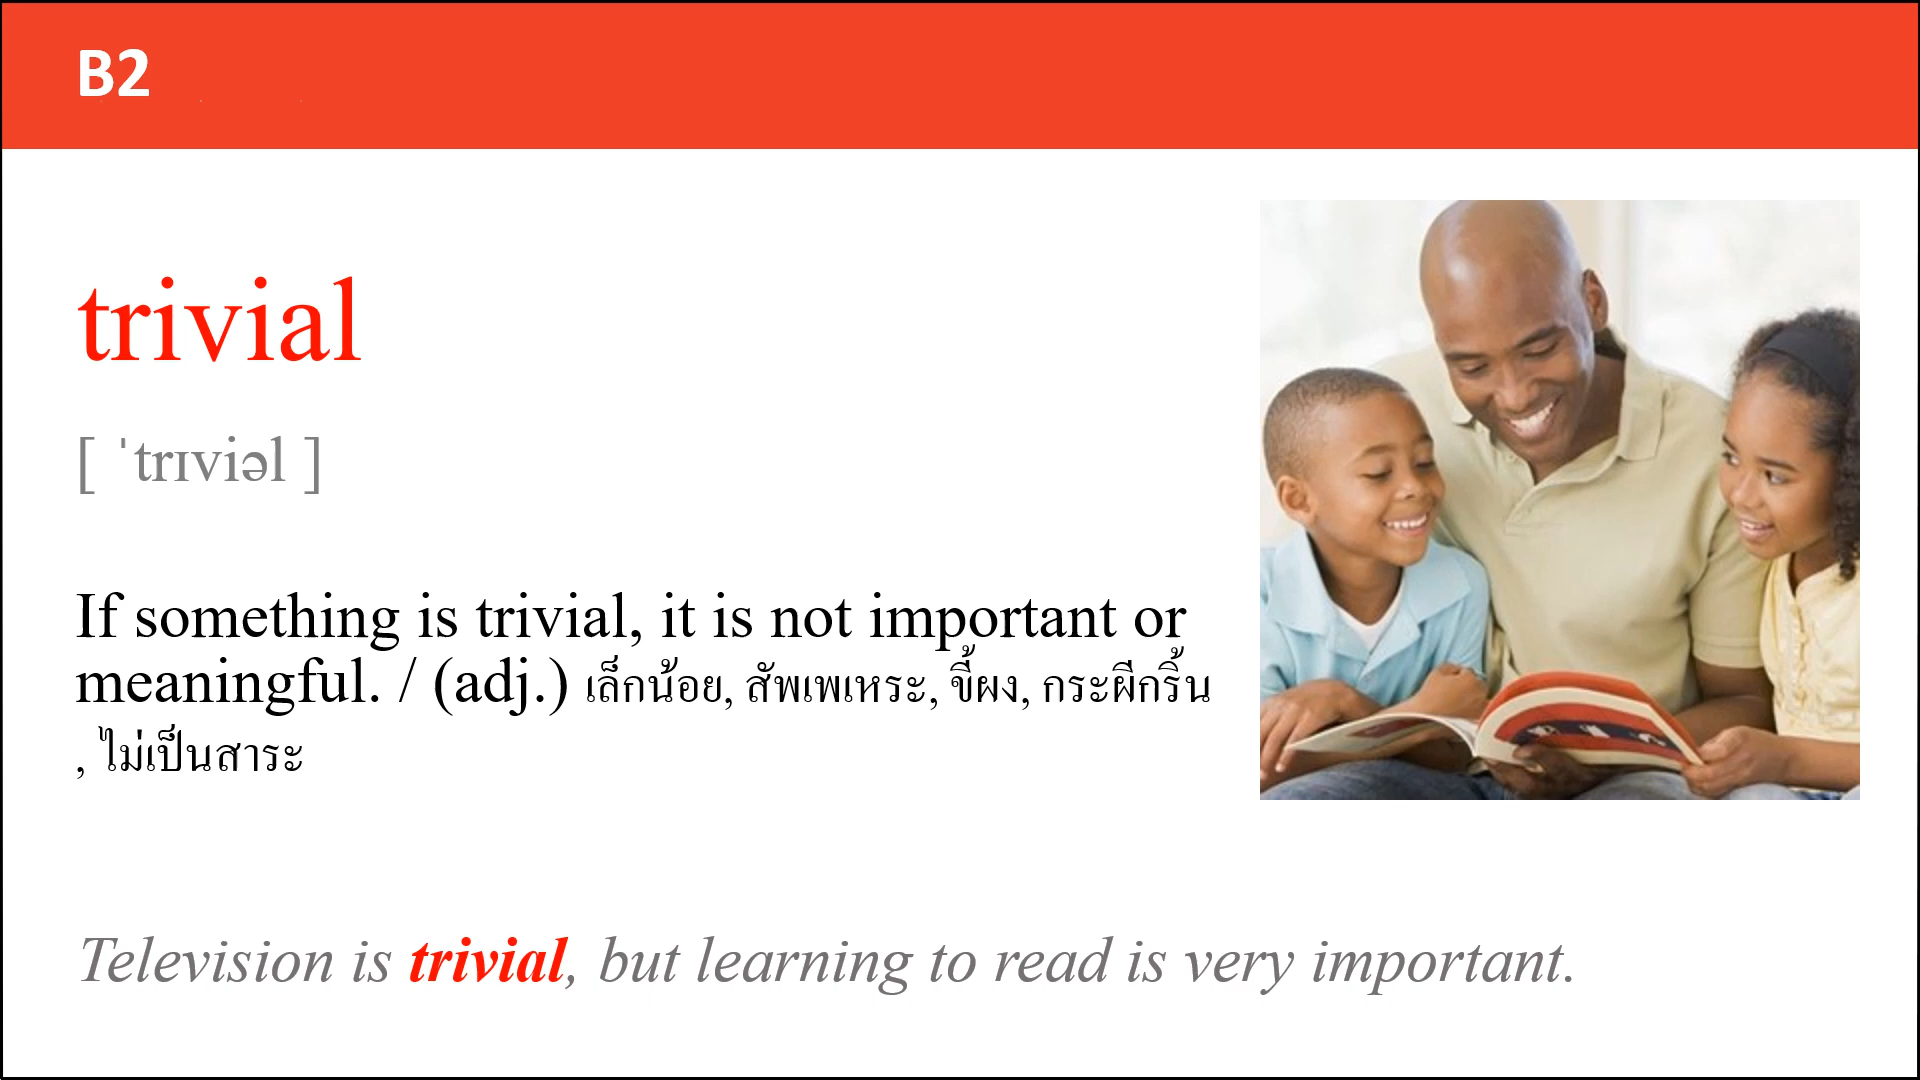 B2
trivial
[ ˈtrɪviəl ]
If something is trivial, it is not important or
meaningful. / (adj.) เล็กน้อย, สัพเพเหระ, ขี้ผง, กระผีกริ้น
, ไม่เป็นสาระ
Television is trivial, but learning to read is very important.